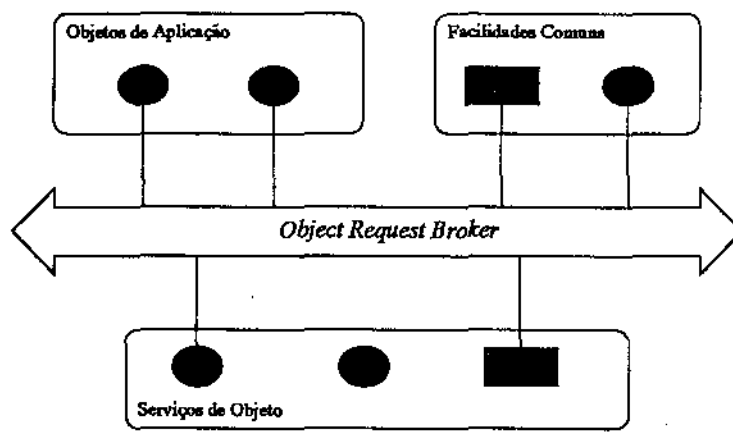 Objetos de Aplicação
Facilidades Comuns
Object Request Broker
Serviços de Objeto